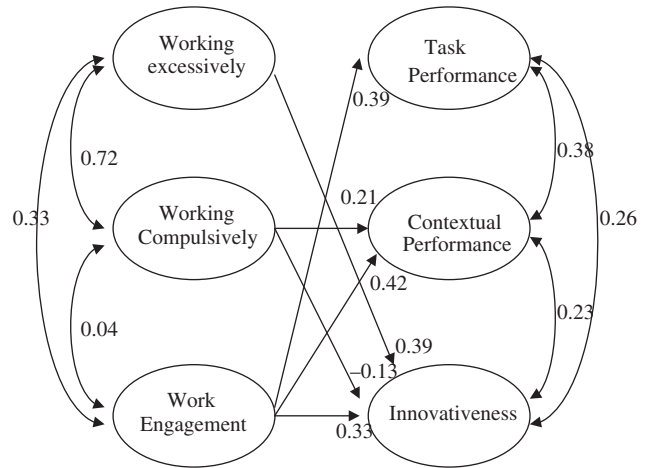 Working
excessively
Task
Performance
0.39
0.72
0.38
0.21
0.33
Working
Compulsively
Contextual
Performance
0.26
0.42
0.04
0.23
0.39
–0.13
Work
Engagement
Innovativeness
0.33